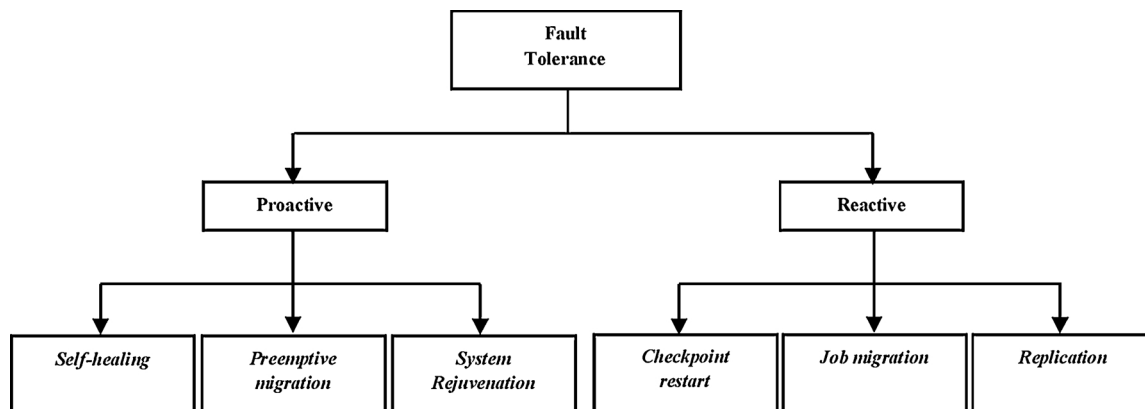 Fault
Tolerance
Proactive
Reactive
Self-healing
Preemptive
migration
System
Rejuvenation
Checkpoint
restart
Job migration
Replication